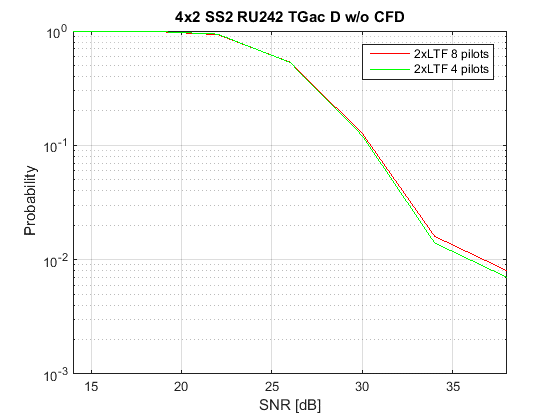 4x2 SS2 RU242 TGac D w/o CFD
10^0
2xLTF 8 pilots
2xLTF 4 pilots
10^-1
Probability
10^-2
10^-3
15 20 25 30 35
SNR [dB]